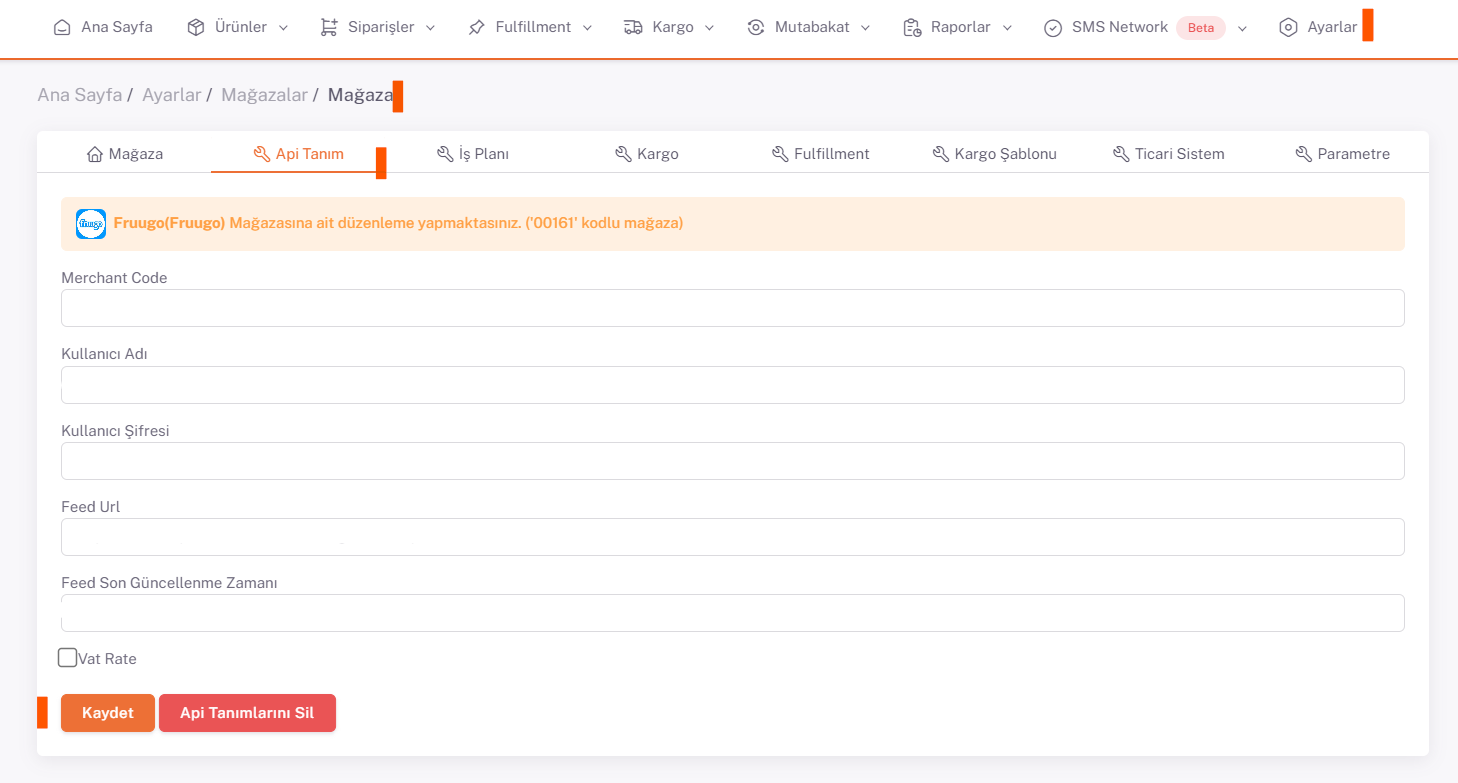 Ana Sayfa Ürünler Siparişler Fulfillment Kargo Mutabakat Raporlar SMS Network Beta Ayarlar
Ana Sayfa / Ayarlar / Mağazalar / Mağaza
Mağaza Api Tanım İş Planı Kargo Fulfillment Kargo Şablonu Ticari Sistem Parametre
fruugo Fruugo(Fruugo) Mağazasına ait düzenleme yapmaktasınız. ('00161' kodlu mağaza)
Merchant Code
Kullanıcı Adı
Kullanıcı Şifresi
Feed Url
Feed Son Güncellenme Zamanı
Vat Rate
Kaydet Api Tanımlarını Sil